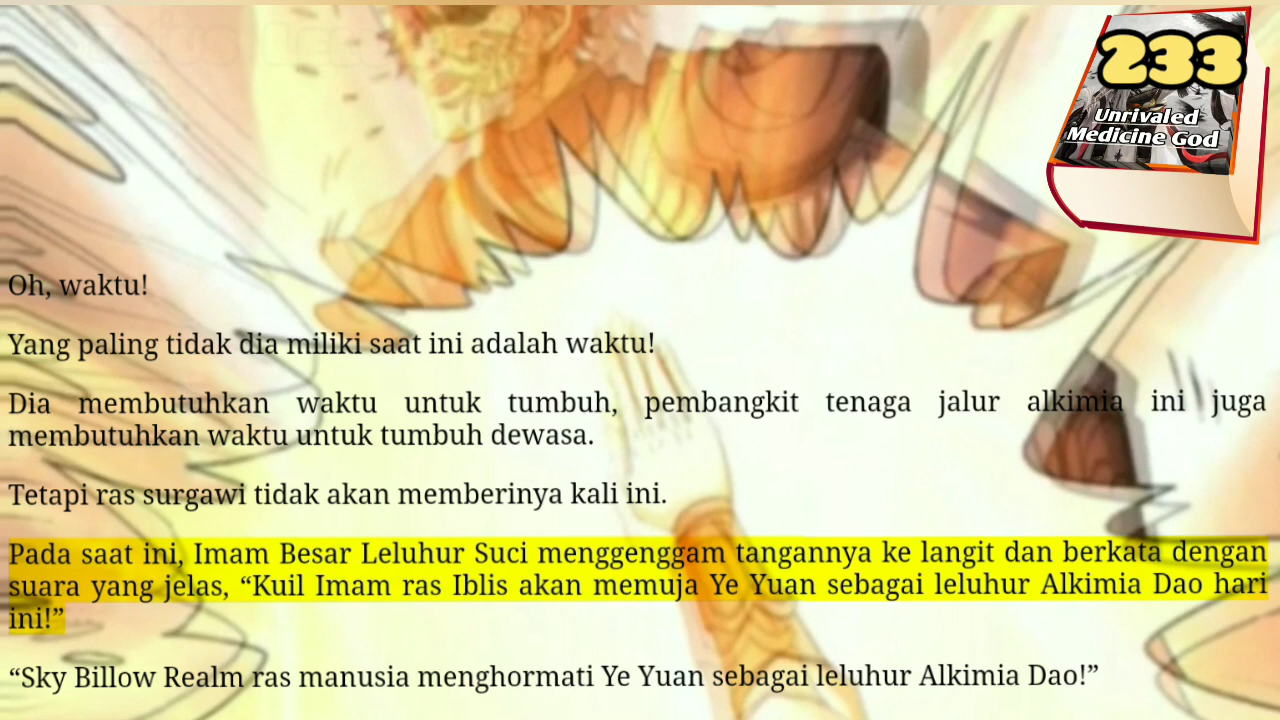 233
Unrivaled
Medicine God
Oh, waktu!
Yang paling tidak dia miliki saat ini adalah waktu!
Dia membutuhkan waktu untuk tumbuh, pembangkit tenaga jalur alkimia ini juga
membutuhkan waktu untuk tumbuh dewasa.
Tetapi ras surgawi tidak akan memberinya kali ini.
Pada saat ini, Imam Besar Leluhur Suci menggenggam tangannya ke langit dan berkata dengan
suara yang jelas, “Kuil Imam ras Iblis akan memuja Ye Yuan sebagai leluhur Alkimia Dao hari
ini!”
“Sky Billow Realm ras manusia menghormati Ye Yuan sebagai leluhur Alkimia Dao!”